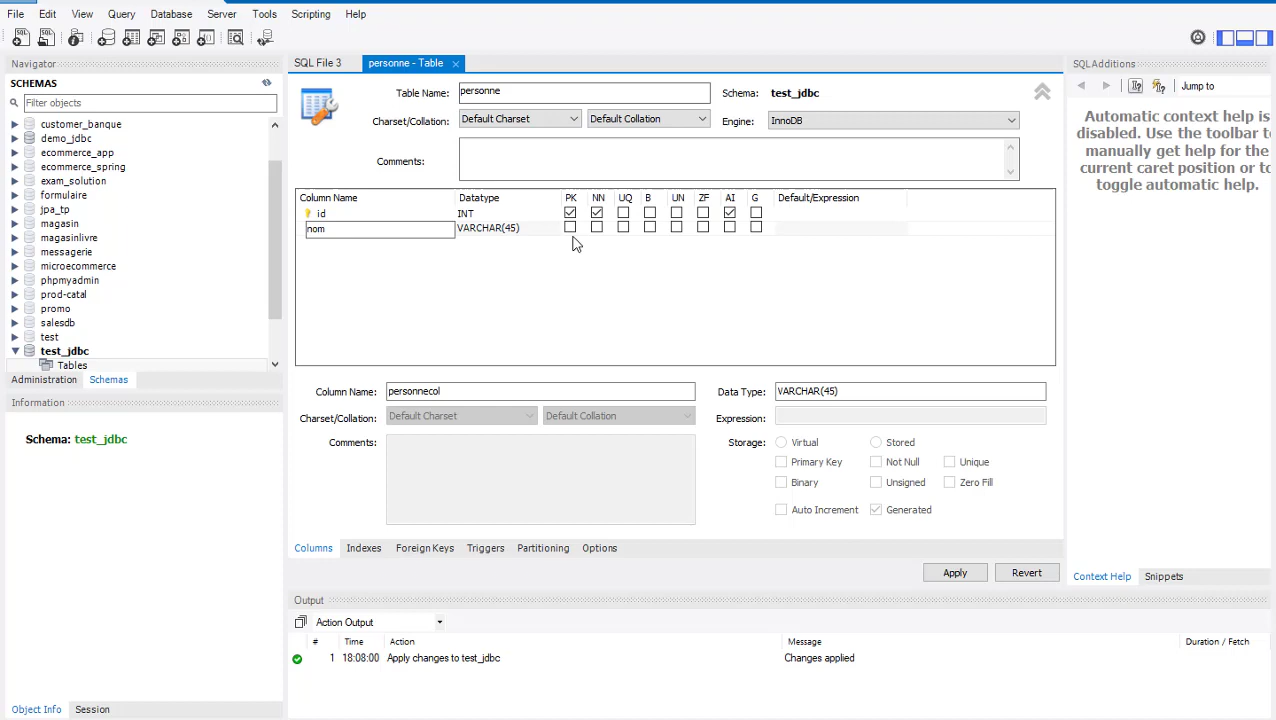 File Edit View Query Database Server Tools Scripting Help
Navigator
SCHEMAS
Filter objects
customer_banque
demo_jdbc
ecommerce_app
ecommerce_spring
exam_solution
formulaire
jpa_tp
magasin
magasinlivre
messagerie
microecommerce
phpmyadmin
prod-catal
promo
salesdb
test
test_jdbc
Tables
Administration Schemas
Information
Schema: test_jdbc
Object Info Session
SQL File 3 personne - Table
Table Name: personne Schema: test_jdbc
Charset/Collation: Default Charset Default Collation Engine: InnoDB
Comments:
Column Name Datatype PK NN UQ B UN ZF AI G Default/Expression
id INT
nom VARCHAR(45)
Column Name: personnecol Data Type: VARCHAR(45)
Charset/Collation: Default Charset Default Collation Expression:
Comments: Storage: Virtual Stored
Primary Key Not Null Unique
Binary Unsigned Zero Fill
Auto Increment Generated
Columns Indexes Foreign Keys Triggers Partitioning Options
Apply Revert
Output
Action Output
# Time Action Message Duration / Fetch
1 18:08:00 Apply changes to test_jdbc Changes applied
SQLAdditions
Jump to
Automatic context help is
disabled. Use the toolbar to
manually get help for the
current caret position or to
toggle automatic help.
Context Help Snippets